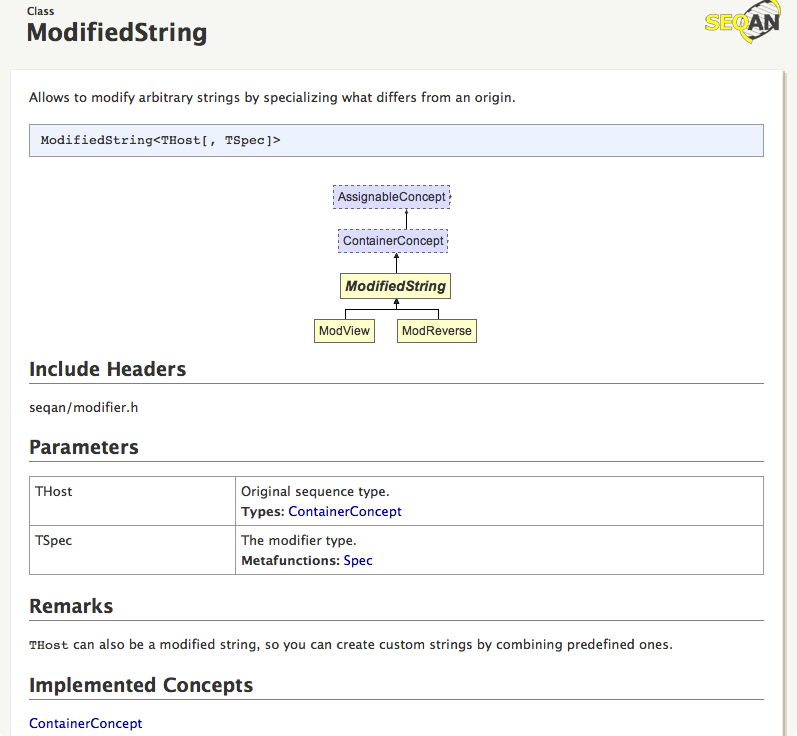 Class
ModifiedString
SEQAN
Allows to modify arbitrary strings by specializing what differs from an origin.
ModifiedString<THost[, TSpec]>
AssignableConcept
ContainerConcept
ModifiedString
ModView ModReverse
Include Headers
seqan/modifier.h
Parameters
THost Original sequence type.
Types: ContainerConcept
TSpec The modifier type.
Metafunctions: Spec
Remarks
THost can also be a modified string, so you can create custom strings by combining predefined ones.
Implemented Concepts
ContainerConcept